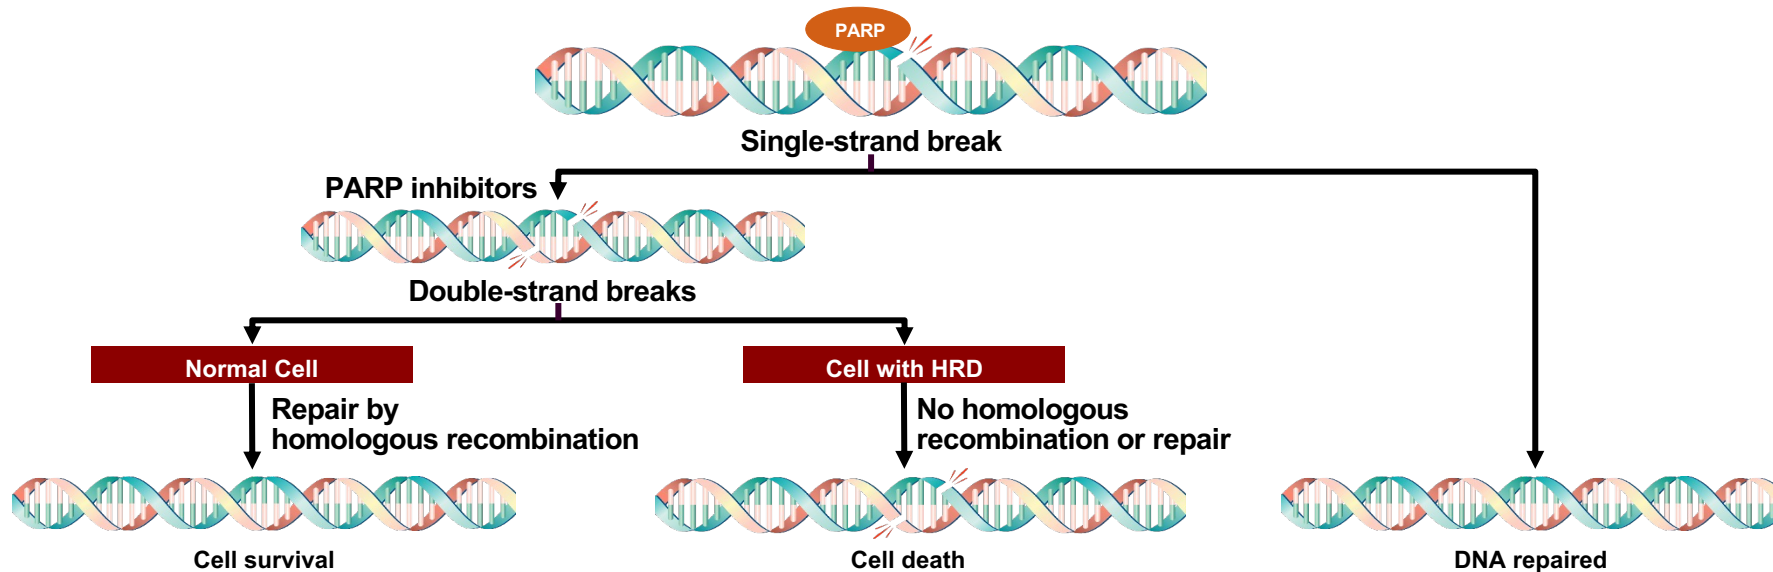 PARP
Single-strand break
PARP inhibitors
Double-strand breaks
Normal Cell
Cell with HRD
Repair by
homologous recombination
No homologous
recombination or repair
Cell survival
Cell death
DNA repaired